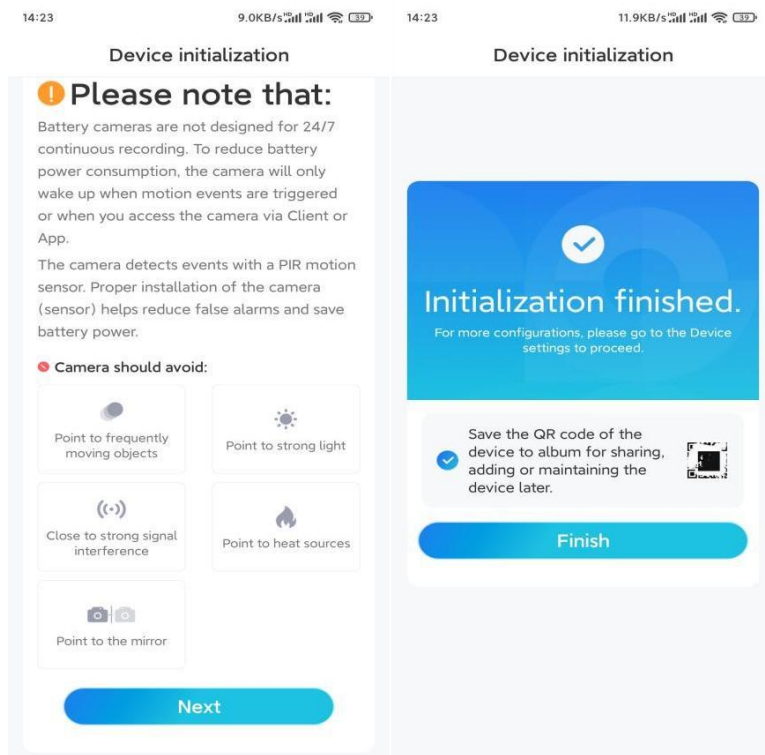 14:23
9.0KB/s HD HD 39
Device initialization
Please note that:
Battery cameras are not designed for 24/7
continuous recording. To reduce battery
power consumption, the camera will only
wake up when motion events are triggered
or when you access the camera via Client or
App.
The camera detects events with a PIR motion
sensor. Proper installation of the camera
(sensor) helps reduce false alarms and save
battery power.
Camera should avoid:
Point to frequently
moving objects
Point to strong light
Close to strong signal
interference
Point to heat sources
Point to the mirror
Next
14:23
11.9KB/s HD 39
Device initialization
Initialization finished.
For more configurations, please go to the Device
settings to proceed.
Save the QR code of the
device to album for sharing,
adding or maintaining the
device later.
Finish